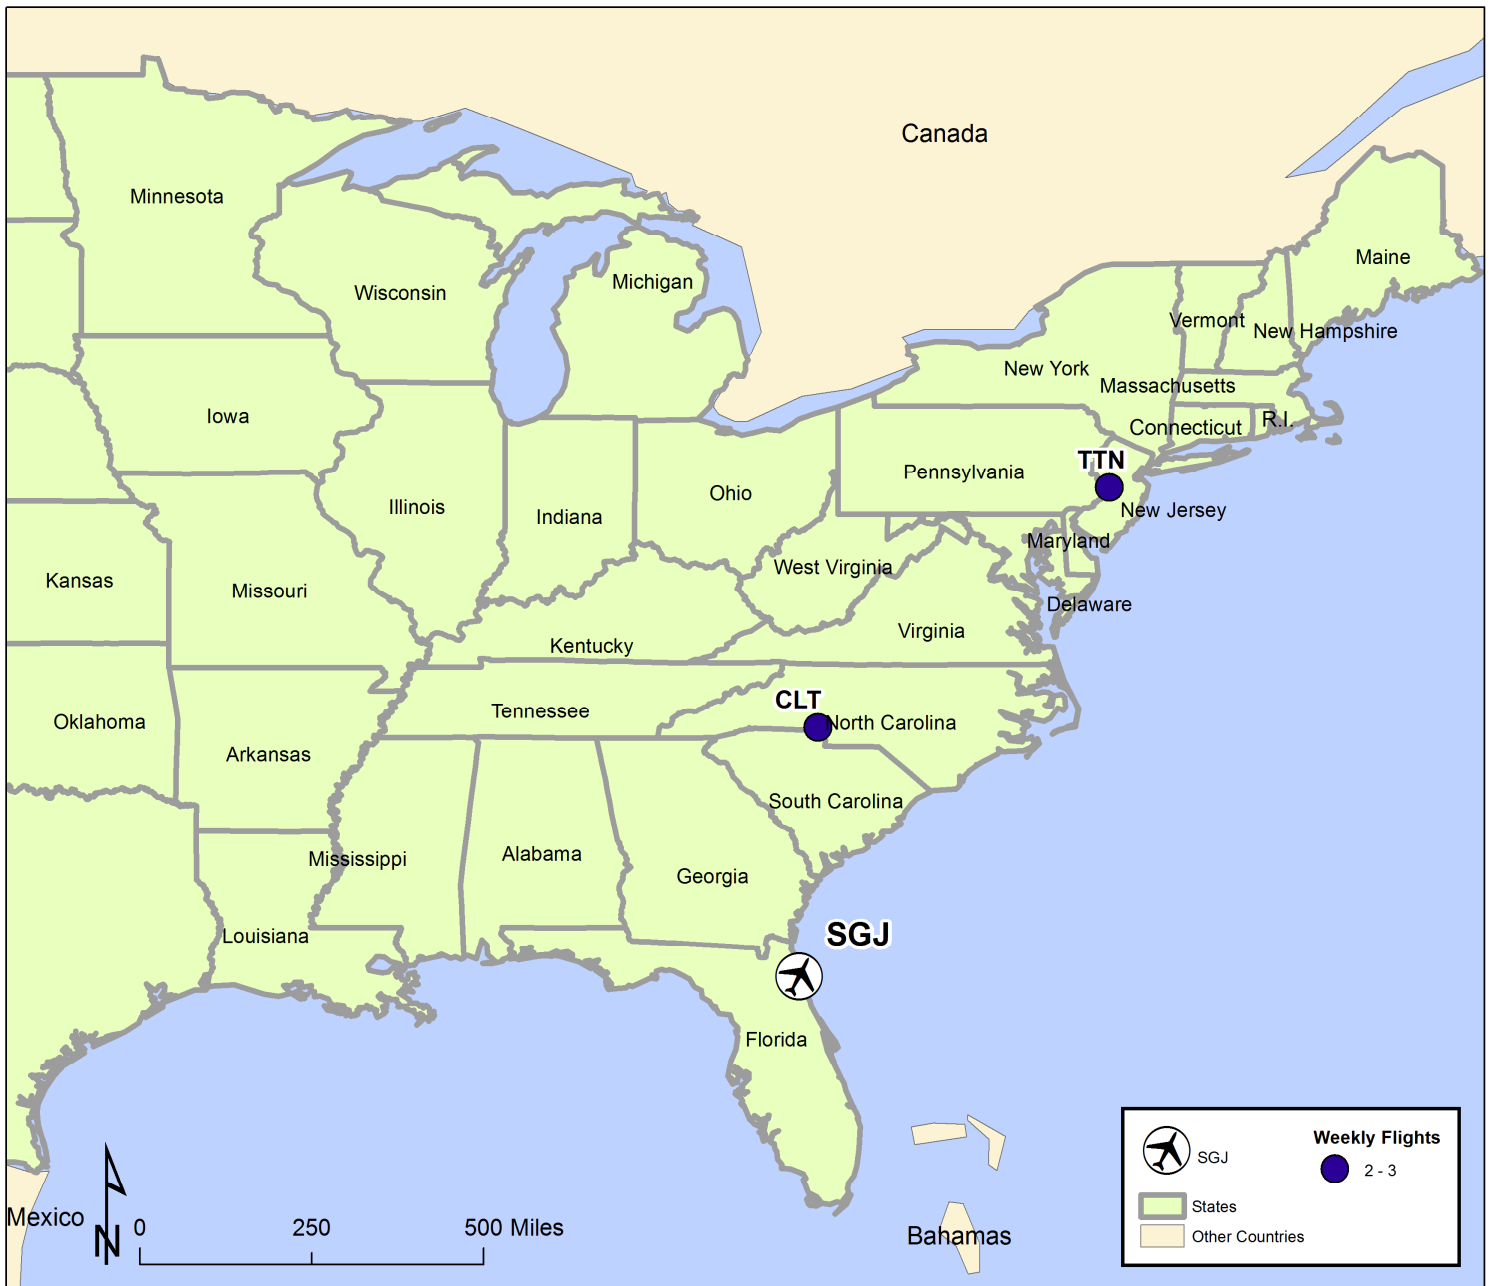 Canada
Minnesota
Maine
Michigan
Wisconsin
Vermont
New Hampshire
New York
Massachusetts
Iowa
Connecticut
R.I.
TTN
Pennsylvania
Ohio
Illinois
Indiana
New Jersey
Maryland
West Virginia
Kansas
Missouri
Delaware
Virginia
Kentucky
CLT
Tennessee
North Carolina
Oklahoma
Arkansas
South Carolina
Mississippi
Alabama
Georgia
Louisiana
SGJ
Florida
Weekly Flights
SGJ
2 - 3
States
Other Countries
Mexico
N
0 250 500 Miles
Bahamas